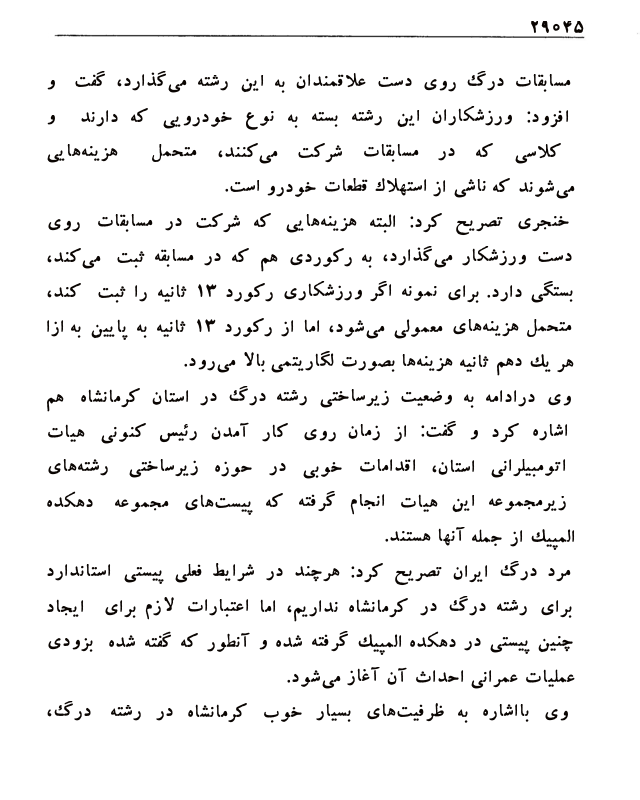 ۲۹۰۴۵
مسابقات درگ روی دست علاقمندان به این رشته می‌گذارد، گفت و
افزود: ورزشکاران این رشته بسته به نوع خودرویی که دارند و
کلاسی که در مسابقات شرکت می‌کنند، متحمل هزینه‌هایی
می‌شوند که ناشی از استهلاک قطعات خودرو است.
خنجری تصریح کرد: البته هزینه‌هایی که شرکت در مسابقات روی
دست ورزشکار می‌گذارد، به رکوردی هم که در مسابقه ثبت می‌کند،
بستگی دارد. برای نمونه اگر ورزشکاری رکورد ۱۳ ثانیه را ثبت کند،
متحمل هزینه‌های معمولی می‌شود، اما از رکورد ۱۳ ثانیه به پایین به ازا
هر یک دهم ثانیه هزینه‌ها بصورت لگاریتمی بالا می‌رود.
وی درادامه به وضعیت زیرساختی رشته درگ در استان کرمانشاه هم
اشاره کرد و گفت: از زمان روی کار آمدن رئیس کنونی هیات
اتومبیلرانی استان، اقدامات خوبی در حوزه زیرساختی رشته‌های
زیرمجموعه این هیات انجام گرفته که پیست‌های مجموعه دهکده
المپیک از جمله آنها هستند.
مرد درگ ایران تصریح کرد: هرچند در شرایط فعلی پیستی استاندارد
برای رشته درگ در کرمانشاه نداریم، اما اعتبارات لازم برای ایجاد
چنین پیستی در دهکده المپیک گرفته شده و آنطور که گفته شده بزودی
عملیات عمرانی احداث آن آغاز می‌شود.
وی بااشاره به ظرفیت‌های بسیار خوب کرمانشاه در رشته درگ،